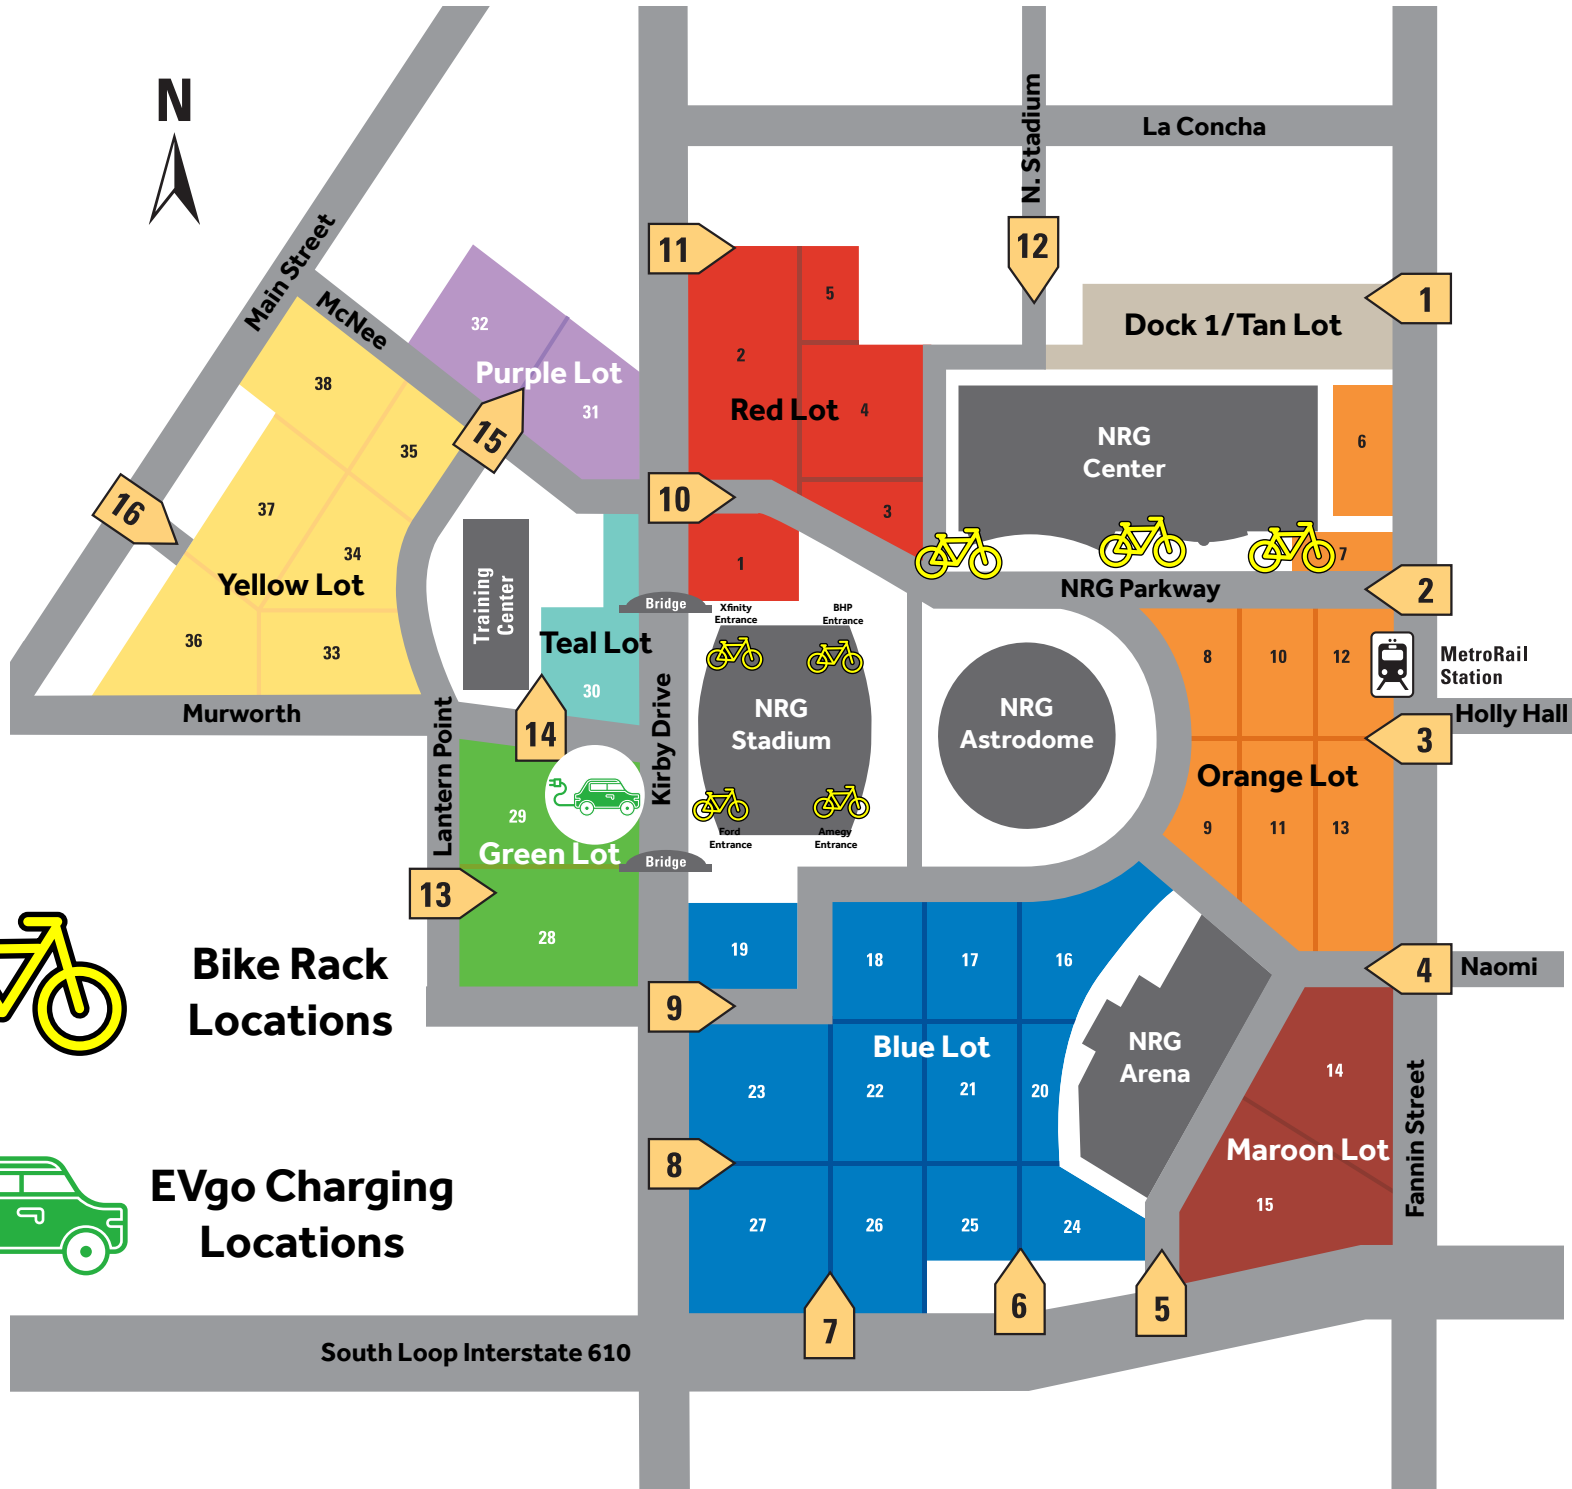 N
Main Street
McNee
N. Stadium
La Concha
11
12
1
Dock 1/Tan Lot
5
2
4
3
1
Red Lot
32
Purple Lot
31
15
38
35
37
34
36
33
Yellow Lot
16
10
NRG
Center
6
7
NRG Parkway
2
Training
Center
Bridge
Teal Lot
30
14
Xfinity
Entrance
BHP
Entrance
NRG
Stadium
Ford
Entrance
Amegy
Entrance
NRG
Astrodome
8
10
12
MetroRail
Station
Holly Hall
3
Orange Lot
9
11
13
Murworth
Lantern Point
Kirby Drive
29
Green Lot
Bridge
13
28
Bike Rack
Locations
19
18
17
16
4
Naomi
9
Blue Lot
23
22
21
20
NRG
Arena
14
Maroon Lot
15
Fannin Street
8
EVgo Charging
Locations
27
26
25
24
7
6
5
South Loop Interstate 610